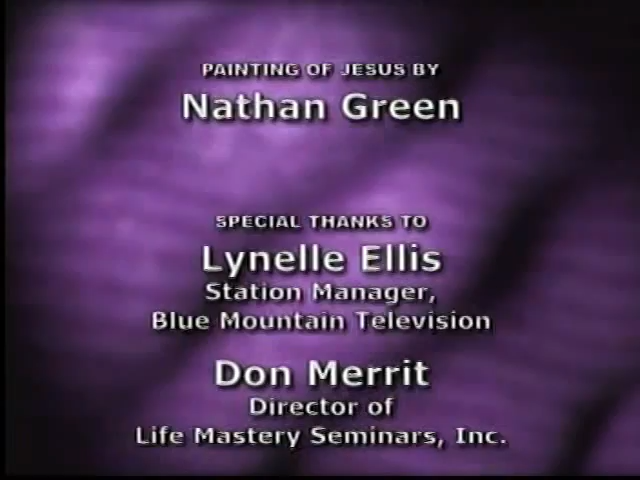 PAINTING OF JESUS BY
Nathan Green
SPECIAL THANKS TO
Lynelle Ellis
Station Manager,
Blue Mountain Television
Don Merrit
Director of
Life Mastery Seminars, Inc.